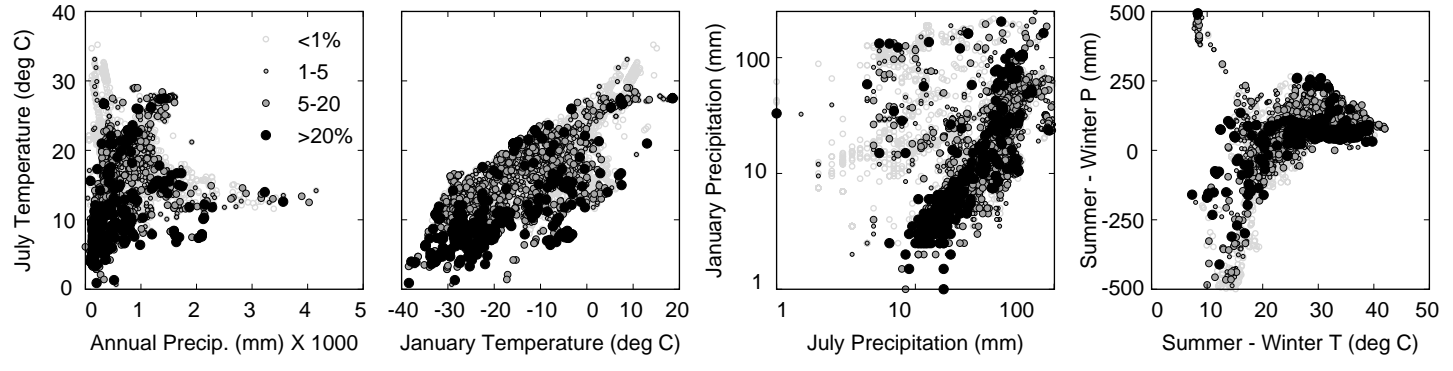 July Temperature (deg C)
40
30
20
10
0
<1%
1-5
5-20
>20%
0 1 2 3 4 5
Annual Precip. (mm) X 1000
-40 -30 -20 -10 0 10 20
January Temperature (deg C)
January Precipitation (mm)
100
10
1
1 10 100
July Precipitation (mm)
Summer - Winter P (mm)
500
250
0
-250
-500
0 10 20 30 40 50
Summer - Winter T (deg C)